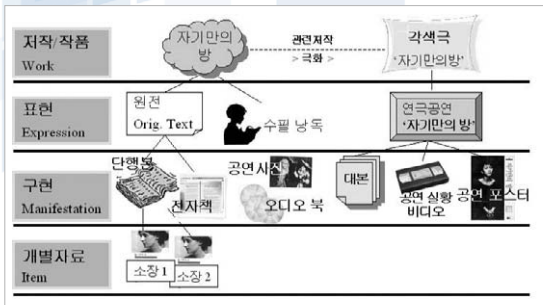 저작/작품
Work
자기만의
방
관련저작
> 극화 >
각색극
'자기만의방'
표현
Expression
원전
Orig. Text
수필 낭독
연극공연
'자기만의 방'
구현
Manifestation
단행본
전자책
공연사진
오디오 북
대본
공연 실황
비디오
공연 포스터
개별자료
Item
소장 1
소장 2